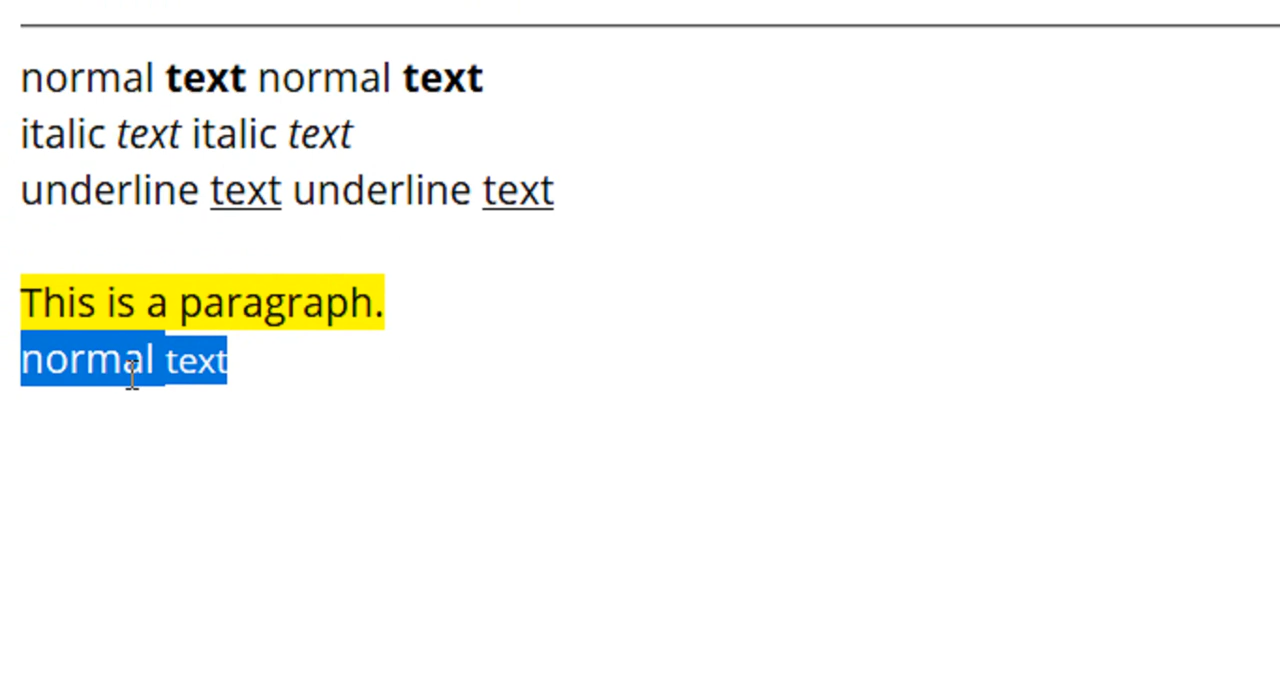 normal text normal text
italic text italic text
underline text underline text
This is a paragraph.
normal text